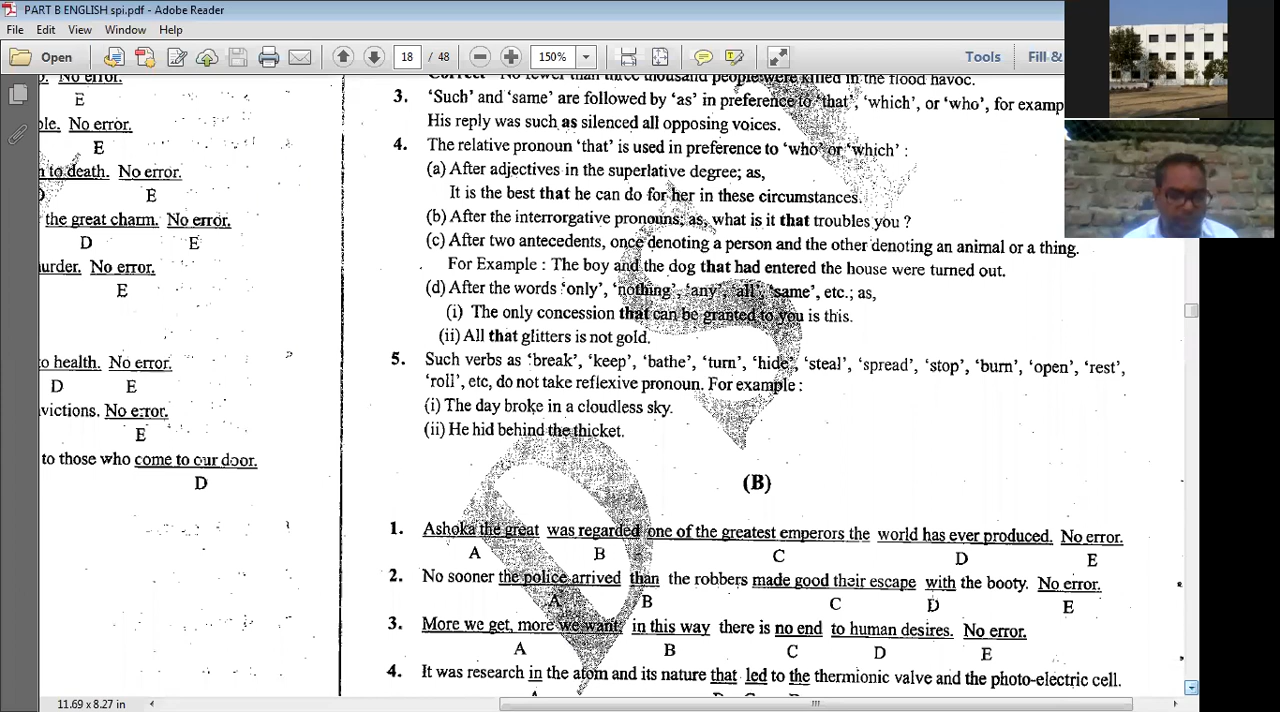 PART B ENGLISH spi.pdf - Adobe Reader
File Edit View Window Help
Open 18 / 48 150% Tools Fill &
No error.
E
ple. No error.
E
to death. No error.
E
the great charm. No error.
D E
No error.
E
o health. No error.
D E
victions. No error.
E
to those who come to our door.
D
Correct No fewer than three thousand people were killed in the flood havoc.
3. ‘Such’ and ‘same’ are followed by ‘as’ in preference to ‘that’, ‘which’, or ‘who’, for examp
His reply was such as silenced all opposing voices.
4. The relative pronoun ‘that’ is used in preference to ‘who’ or ‘which’ :
(a) After adjectives in the superlative degree; as,
It is the best that he can do for her in these circumstances.
(b) After the interrorgative pronouns; as, what is it that troubles you ?
(c) After two antecedents, once denoting a person and the other denoting an animal or a thing.
For Example : The boy and the dog that had entered the house were turned out.
(d) After the words ‘only’, ‘nothing’, ‘any’, ‘all’, ‘same’, etc.; as,
(i) The only concession that can be granted to you is this.
(ii) All that glitters is not gold.
5. Such verbs as ‘break’, ‘keep’, ‘bathe’, ‘turn’, ‘hide’, ‘steal’, ‘spread’, ‘stop’, ‘burn’, ‘open’, ‘rest’,
‘roll’, etc, do not take reflexive pronoun. For example :
(i) The day broke in a cloudless sky.
(ii) He hid behind the thicket.
(B)
1. Ashoka the great was regarded one of the greatest emperors the world has ever produced. No error.
A B C D E
2. No sooner the police arrived than the robbers made good their escape with the booty. No error.
A B C D E
3. More we get, more we want, in this way there is no end to human desires. No error.
A B C D E
4. It was research in the atom and its nature that led to the thermionic valve and the photo-electric cell.
11.69 x 8.27 in